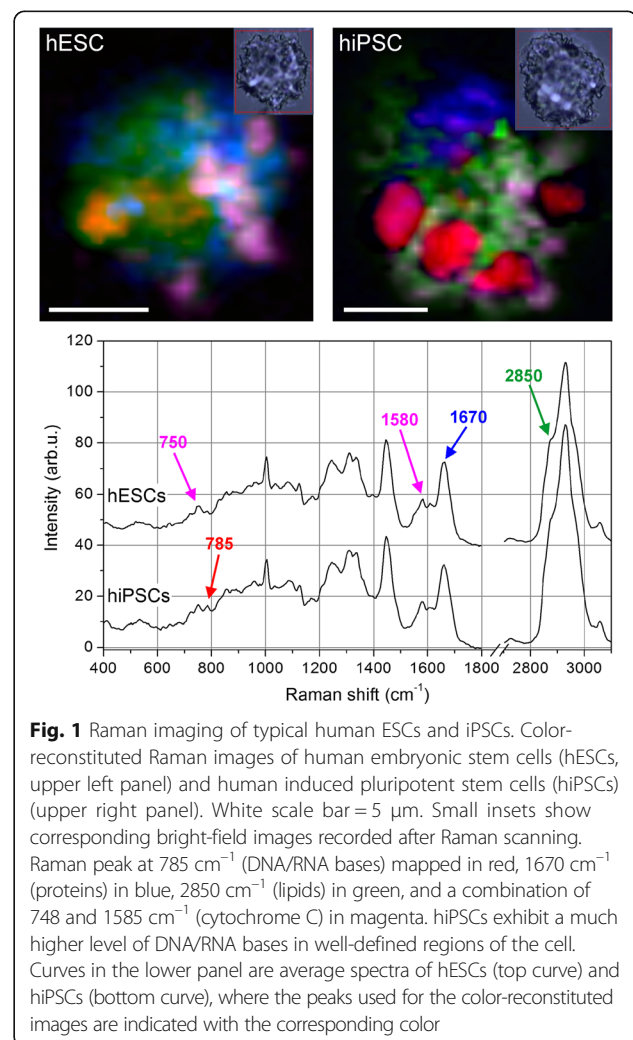 hESC
hiPSC
120
100
80
60
40
20
0
Intensity (arb.u.)
750
1580
1670
2850
hESCs
785
hiPSCs
400 600 800 1000 1200 1400 1600 1800 2800 3000
Raman shift (cm⁻¹)
Fig. 1 Raman imaging of typical human ESCs and iPSCs. Color-
reconstituted Raman images of human embryonic stem cells (hESCs,
upper left panel) and human induced pluripotent stem cells (hiPSCs)
(upper right panel). White scale bar = 5 μm. Small insets show
corresponding bright-field images recorded after Raman scanning.
Raman peak at 785 cm⁻¹ (DNA/RNA bases) mapped in red, 1670 cm⁻¹
(proteins) in blue, 2850 cm⁻¹ (lipids) in green, and a combination of
748 and 1585 cm⁻¹ (cytochrome C) in magenta. hiPSCs exhibit a much
higher level of DNA/RNA bases in well-defined regions of the cell.
Curves in the lower panel are average spectra of hESCs (top curve) and
hiPSCs (bottom curve), where the peaks used for the color-reconstituted
images are indicated with the corresponding color